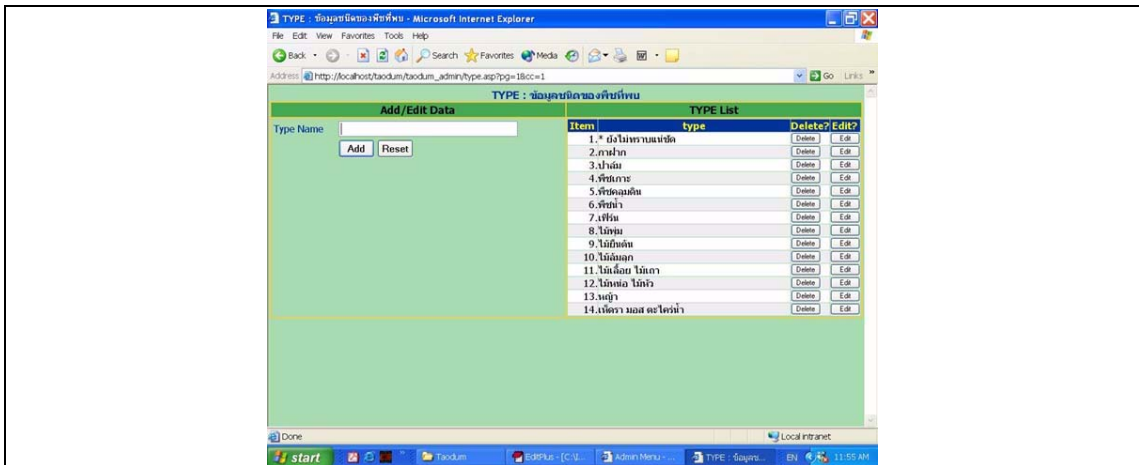 TYPE : ข้อมูลชนิดของพืชที่พบ - Microsoft Internet Explorer
File Edit View Favorites Tools Help
Back Search Favorites Media
Address http://localhost/taodum/taodum_admin/type.asp?pg=1&cc=1 Go Links
TYPE : ข้อมูลชนิดของพืชที่พบ
Add/Edit Data
Type Name
Add Reset
TYPE List
Item type Delete? Edit?
1.* ยังไม่ทราบแน่ชัด Delete Edit
2.กาฝาก Delete Edit
3.ปาล์ม Delete Edit
4.พืชเกาะ Delete Edit
5.พืชคลุมดิน Delete Edit
6.พืชน้ำ Delete Edit
7.เฟิร์น Delete Edit
8.ไม้พุ่ม Delete Edit
9.ไม้ยืนต้น Delete Edit
10.ไม้ล้มลุก Delete Edit
11.ไม้เลื้อย ไม้เถา Delete Edit
12.ไม้หน่อ ไม้หัว Delete Edit
13.หญ้า Delete Edit
14.เห็ดรา มอส ตะไคร่น้ำ Delete Edit
Done Local intranet
start Taodum EditPlus - [C:\I... Admin Menu - ... TYPE : ข้อมูลช... EN 11:55 AM